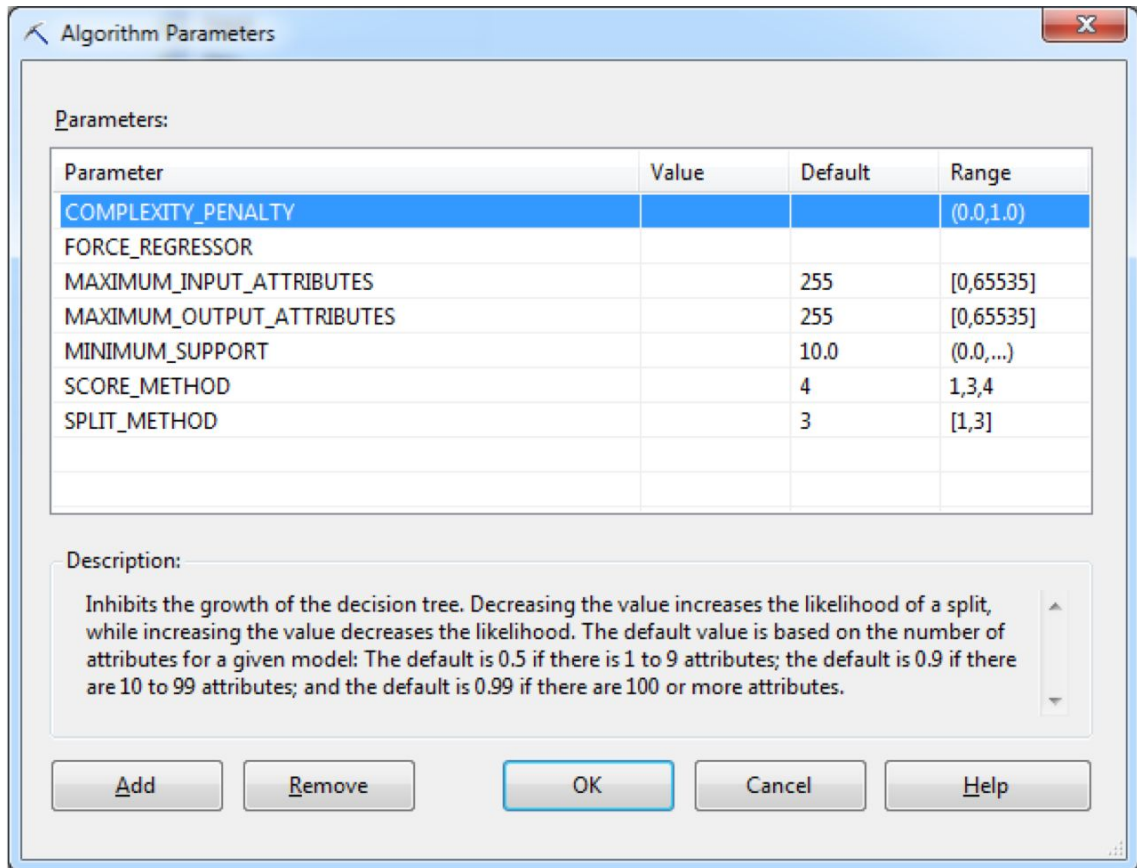 Algorithm Parameters
Parameters:
Parameter Value Default Range
COMPLEXITY_PENALTY (0.0,1.0)
FORCE_REGRESSOR
MAXIMUM_INPUT_ATTRIBUTES 255 [0,65535]
MAXIMUM_OUTPUT_ATTRIBUTES 255 [0,65535]
MINIMUM_SUPPORT 10.0 (0.0,...)
SCORE_METHOD 4 1,3,4
SPLIT_METHOD 3 [1,3]
Description:
Inhibits the growth of the decision tree. Decreasing the value increases the likelihood of a split,
while increasing the value decreases the likelihood. The default value is based on the number of
attributes for a given model: The default is 0.5 if there is 1 to 9 attributes; the default is 0.9 if there
are 10 to 99 attributes; and the default is 0.99 if there are 100 or more attributes.
Add Remove OK Cancel Help